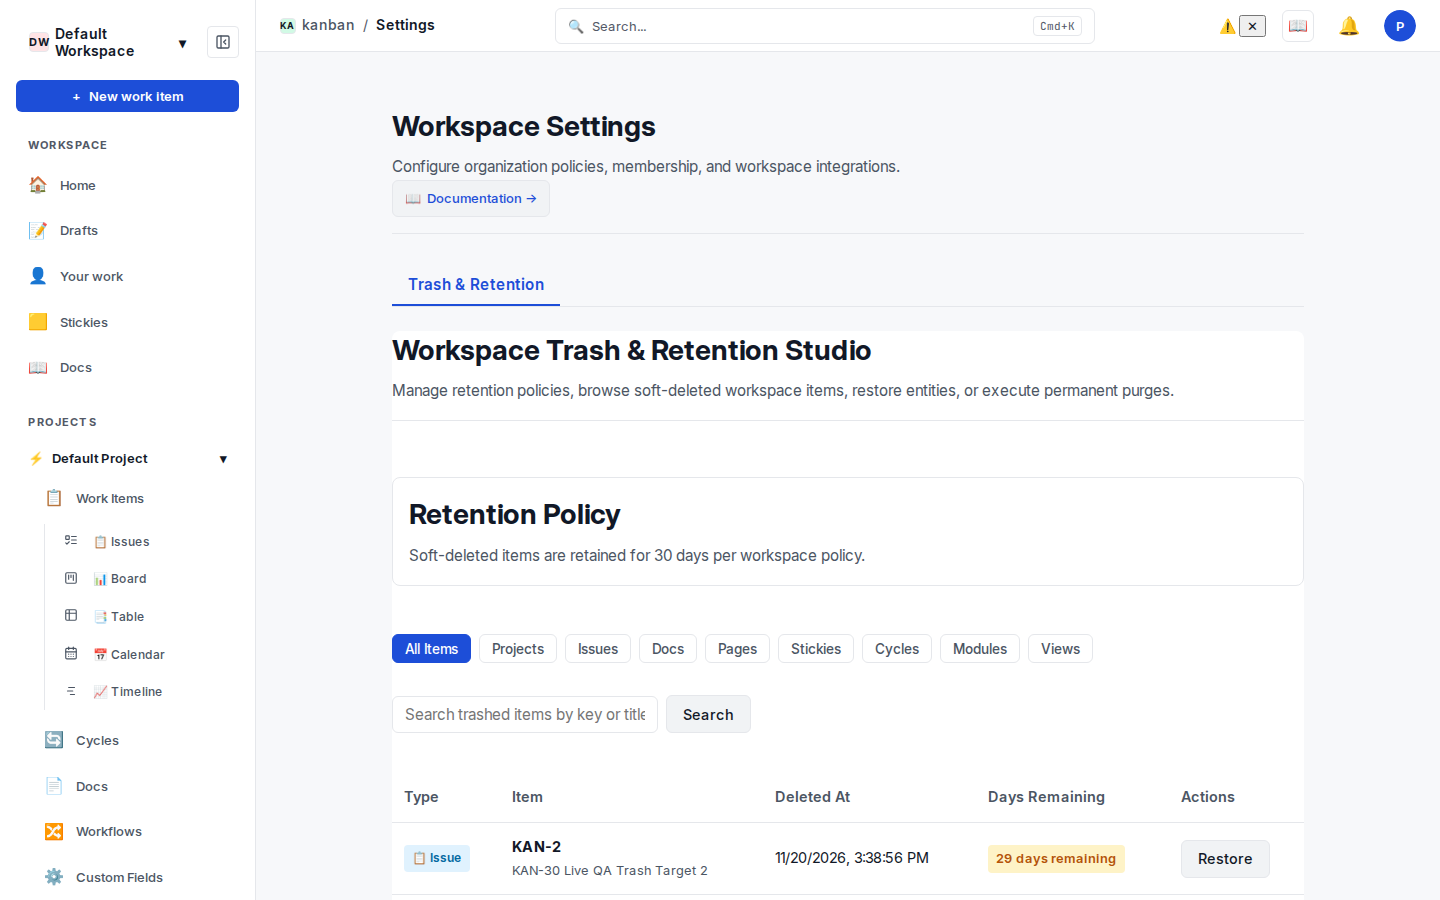 DW Default Workspace ▼
+ New work item
WORKSPACE
Home
Drafts
Your work
Stickies
Docs
PROJECTS
Default Project ▼
Work Items
Issues
Board
Table
Calendar
Timeline
Cycles
Docs
Workflows
Custom Fields
KA kanban / Settings
Search...
Cmd+K
✕
P
Workspace Settings
Configure organization policies, membership, and workspace integrations.
Documentation →
Trash & Retention
Workspace Trash & Retention Studio
Manage retention policies, browse soft-deleted workspace items, restore entities, or execute permanent purges.
Retention Policy
Soft-deleted items are retained for 30 days per workspace policy.
All Items Projects Issues Docs Pages Stickies Cycles Modules Views
Search trashed items by key or title Search
Type Item Deleted At Days Remaining Actions
Issue KAN-2 11/20/2026, 3:38:56 PM 29 days remaining Restore
KAN-30 Live QA Trash Target 2